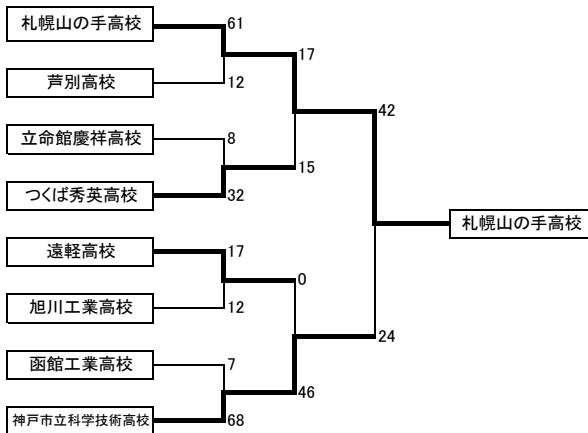 札幌山の手高校
61
17
芦別高校
12
42
立命館慶祥高校
8
15
つくば秀英高校
32
札幌山の手高校
遠軽高校
17
0
旭川工業高校
12
24
函館工業高校
7
46
神戸市立科学技術高校
68